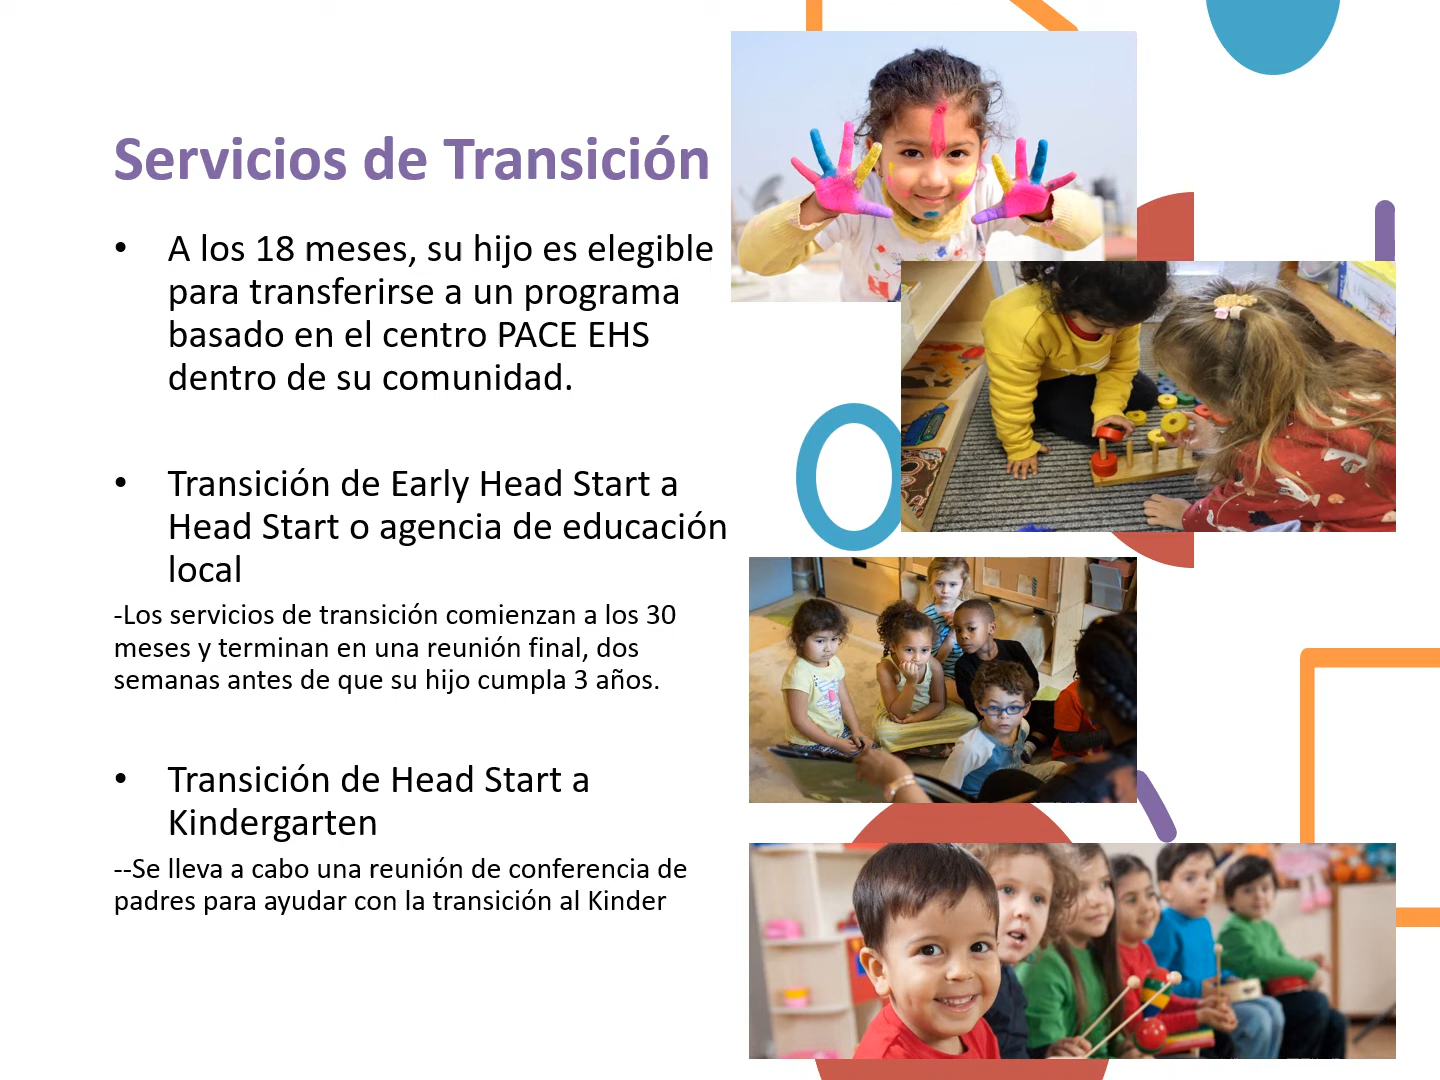 Servicios de Transición
• A los 18 meses, su hijo es elegible
para transferirse a un programa
basado en el centro PACE EHS
dentro de su comunidad.
• Transición de Early Head Start a
Head Start o agencia de educación
local
-Los servicios de transición comienzan a los 30
meses y terminan en una reunión final, dos
semanas antes de que su hijo cumpla 3 años.
• Transición de Head Start a
Kindergarten
--Se lleva a cabo una reunión de conferencia de
padres para ayudar con la transición al Kinder